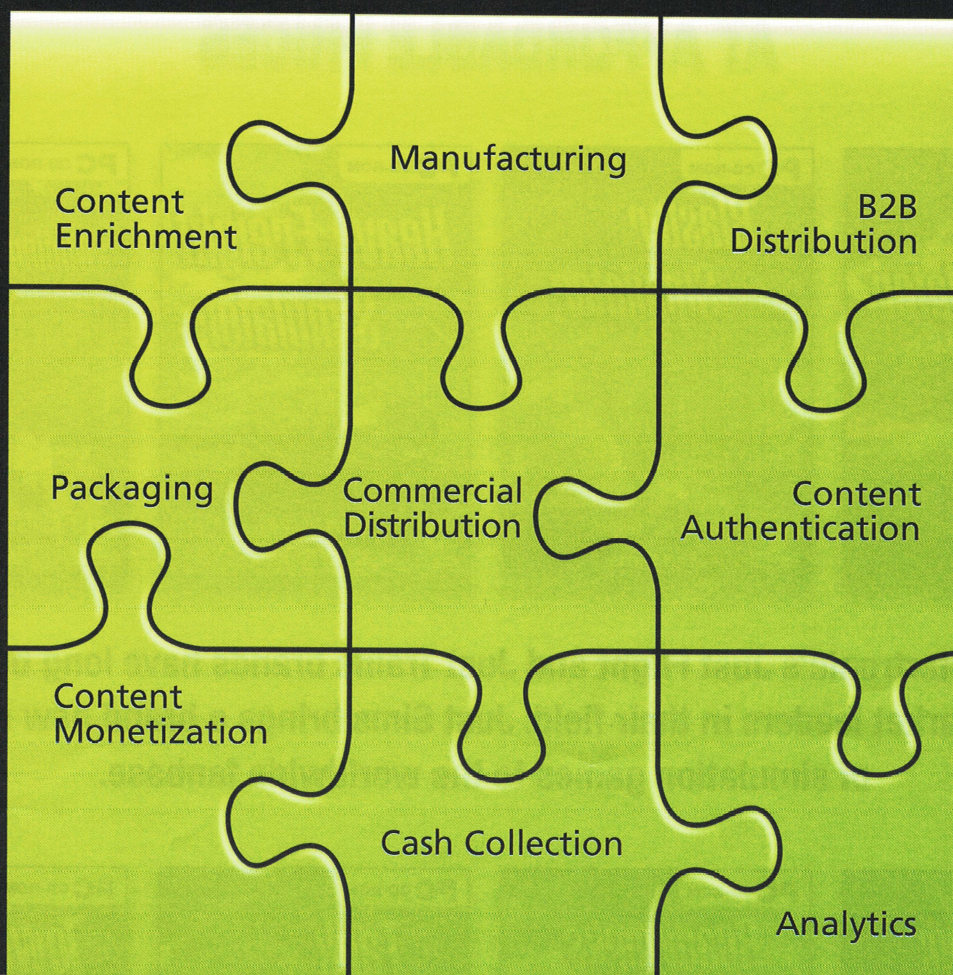 Manufacturing
Content
Enrichment
B2B
Distribution
Packaging
Commercial
Distribution
Content
Authentication
Content
Monetization
Cash Collection
Analytics